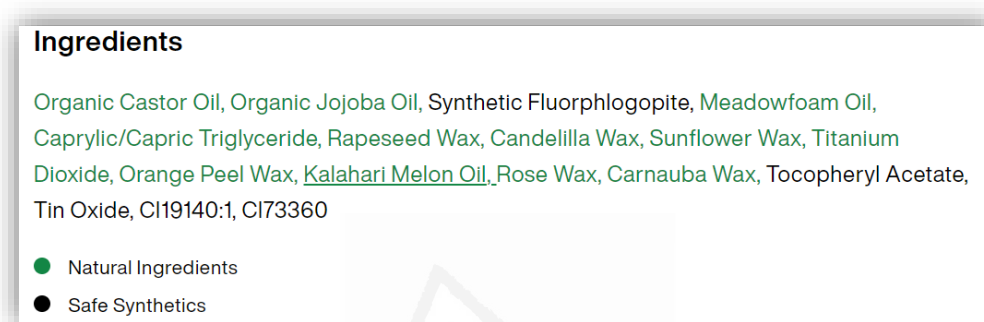 Ingredients
Organic Castor Oil, Organic Jojoba Oil, Synthetic Fluorphlogopite, Meadowfoam Oil,
Caprylic/Capric Triglyceride, Rapeseed Wax, Candelilla Wax, Sunflower Wax, Titanium
Dioxide, Orange Peel Wax, Kalahari Melon Oil, Rose Wax, Carnauba Wax, Tocopheryl Acetate,
Tin Oxide, CI19140:1, CI73360
Natural Ingredients
Safe Synthetics